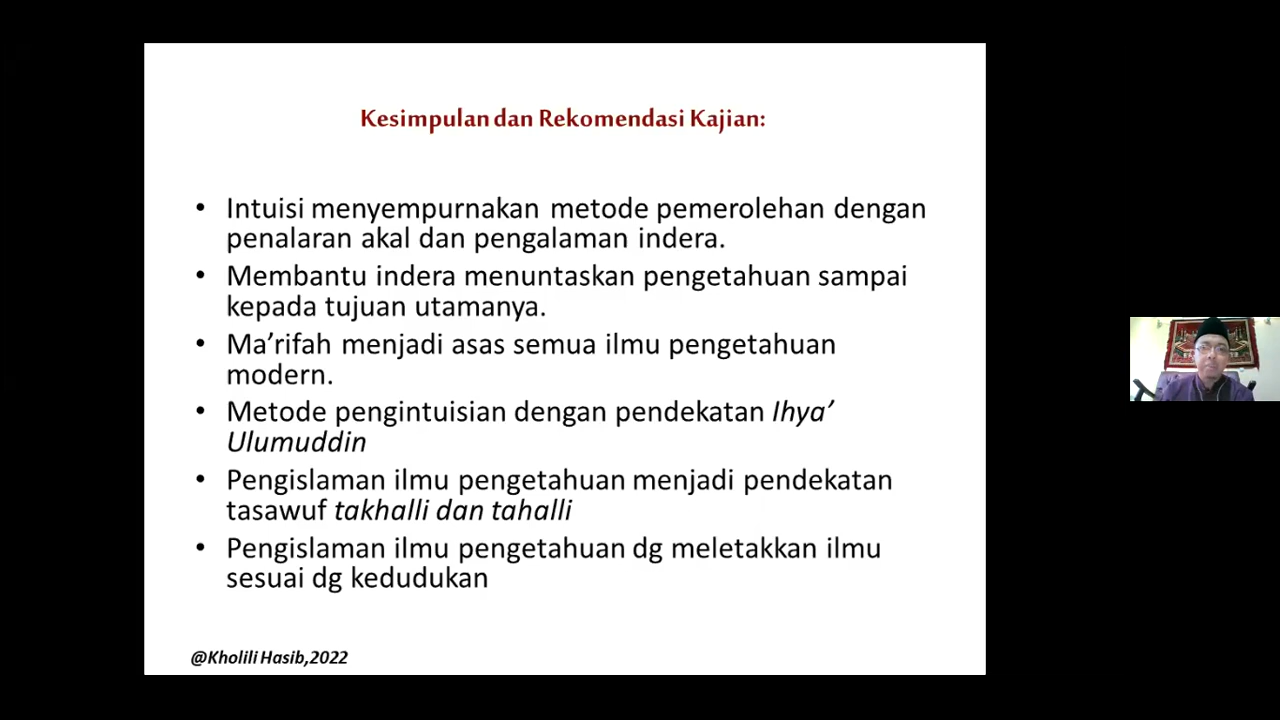 Kesimpulan dan Rekomendasi Kajian:
• Intuisi menyempurnakan metode pemerolehan dengan
penalaran akal dan pengalaman indera.
• Membantu indera menuntaskan pengetahuan sampai
kepada tujuan utamanya.
• Ma’rifah menjadi asas semua ilmu pengetahuan
modern.
• Metode pengintuisian dengan pendekatan Ihya’
Ulumuddin
• Pengislaman ilmu pengetahuan menjadi pendekatan
tasawuf takhalli dan tahalli
• Pengislaman ilmu pengetahuan dg meletakkan ilmu
sesuai dg kedudukan
@Kholili Hasib,2022